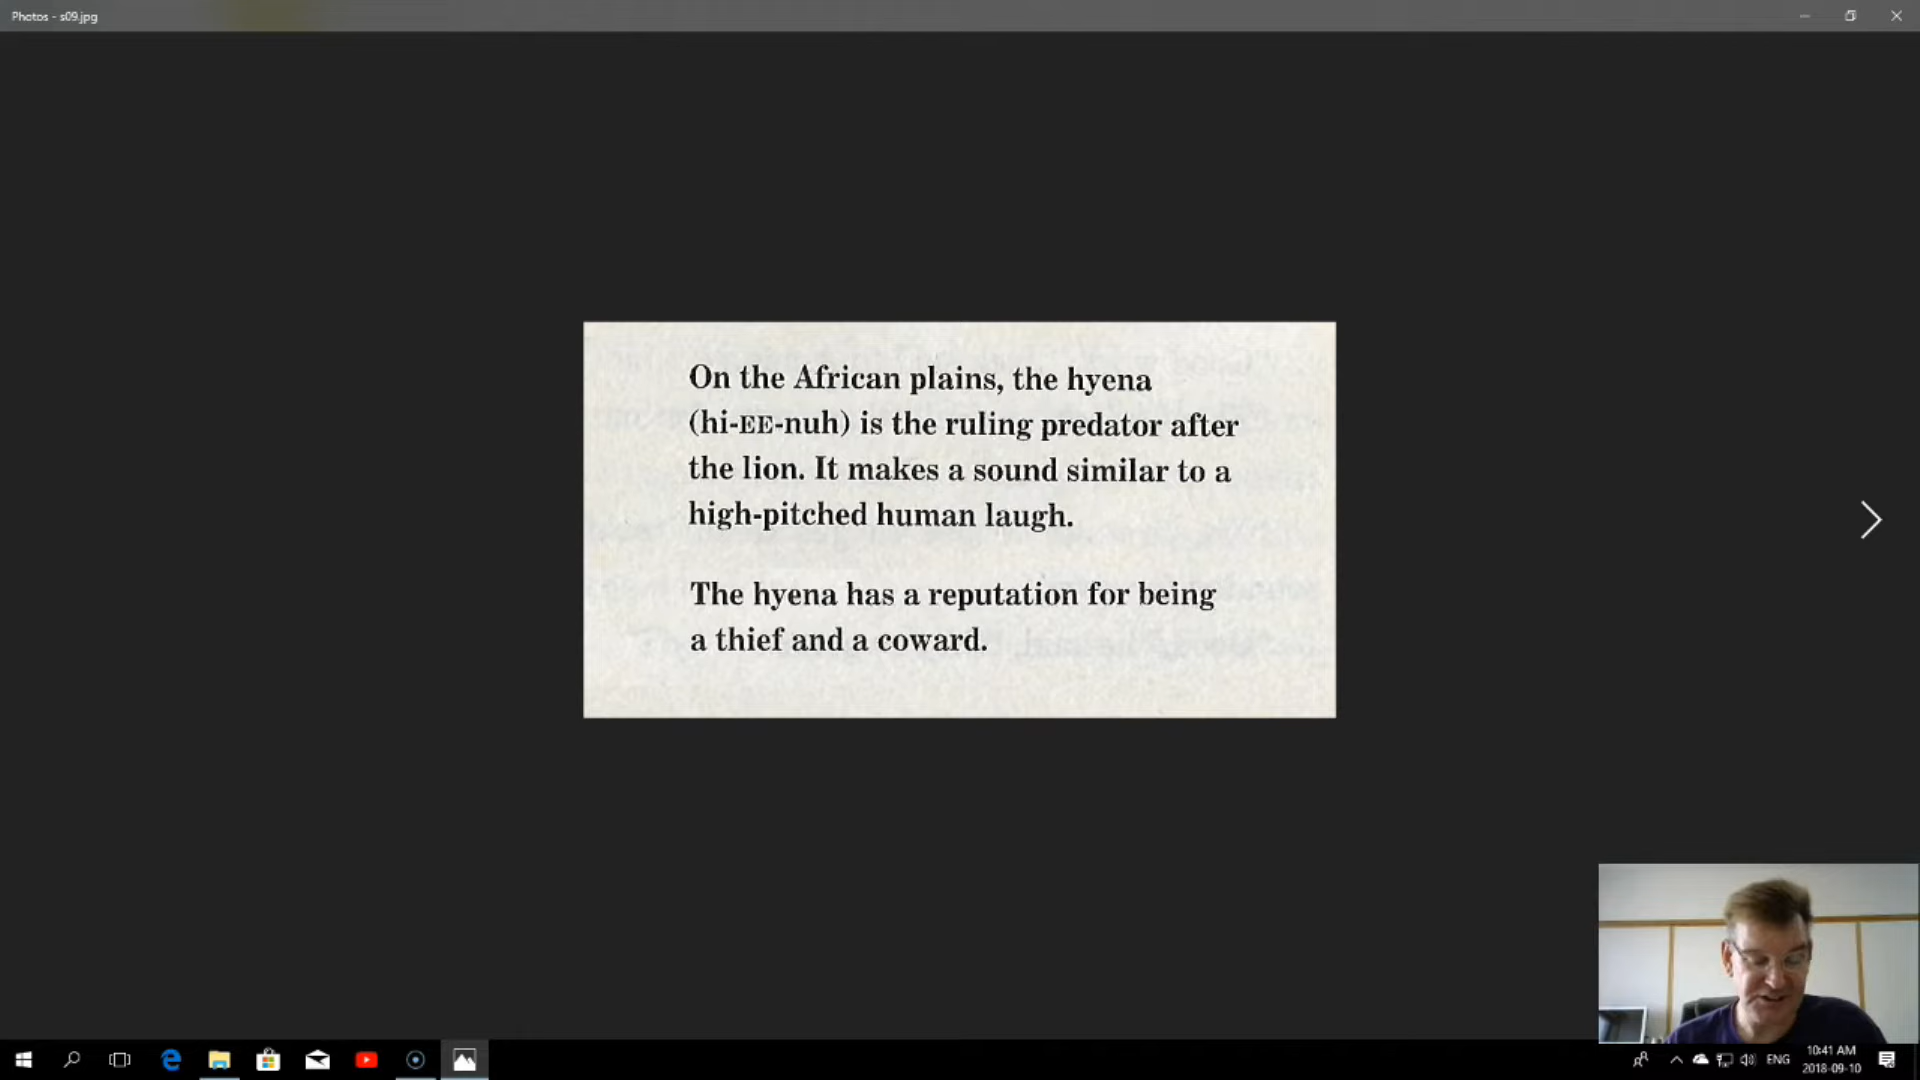 Photos - s09.jpg
On the African plains, the hyena
(hi-EE-nuh) is the ruling predator after
the lion. It makes a sound similar to a
high-pitched human laugh.
The hyena has a reputation for being
a thief and a coward.
ENG
10:41 AM
2018-09-10